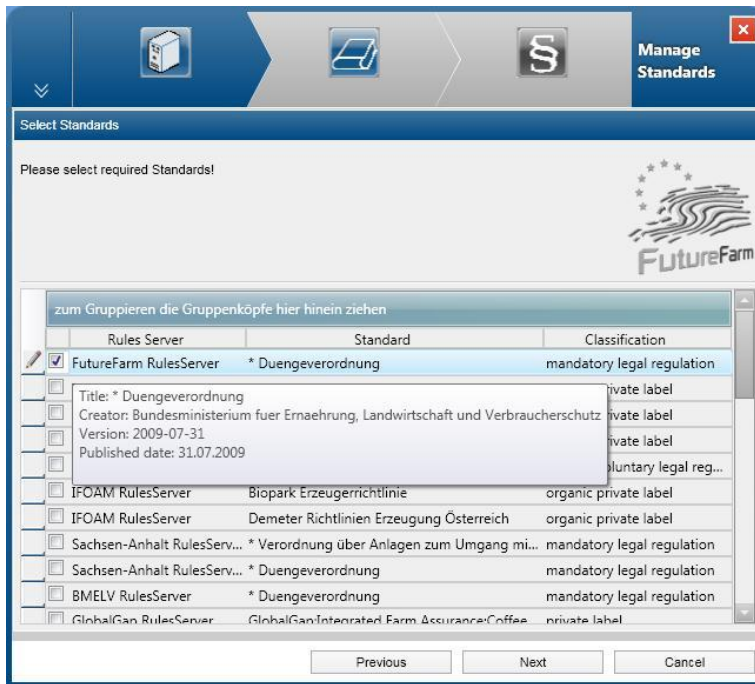 §
Manage
Standards
Select Standards
Please select required Standards!
FutureFarm
zum Gruppieren die Gruppenköpfe hier hinein ziehen
Rules Server Standard Classification
FutureFarm RulesServer * Duengeverordnung mandatory legal regulation
Title: * Duengeverordnung
Creator: Bundesministerium fuer Ernaehrung, Landwirtschaft und Verbraucherschutz
Version: 2009-07-31
Published date: 31.07.2009
ivate label
ivate label
ivate label
luntary legal reg...
IFOAM RulesServer Biopark Erzeugerrichtlinie organic private label
IFOAM RulesServer Demeter Richtlinien Erzeugung Österreich organic private label
Sachsen-Anhalt RulesServ... * Verordnung über Anlagen zum Umgang mi... mandatory legal regulation
Sachsen-Anhalt RulesServ... * Duengeverordnung mandatory legal regulation
BMELV RulesServer * Duengeverordnung mandatory legal regulation
GlobalGap RulesServer GlobalGap:Integrated Farm Assurance:Coffee private label
Previous Next Cancel